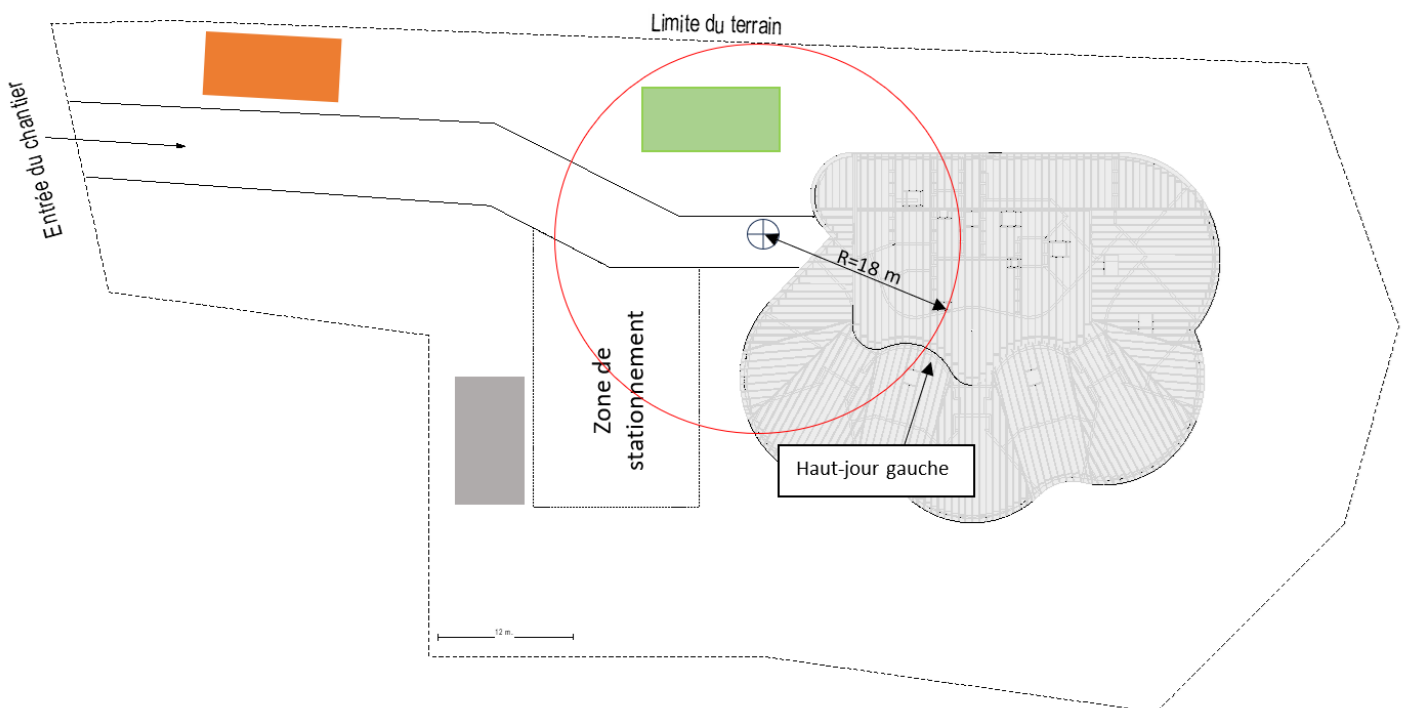 Limite du terrain
Entrée du chantier
R=18 m
Zone de
stationnement
Haut-jour gauche
12 m.